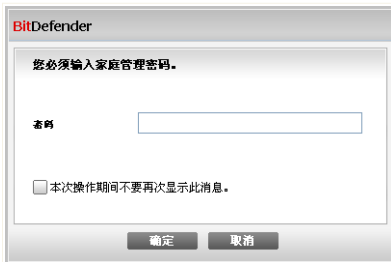 BitDefender
您必须输入家庭管理密码。
密码
本次操作期间不要再次显示此消息。
确定
取消